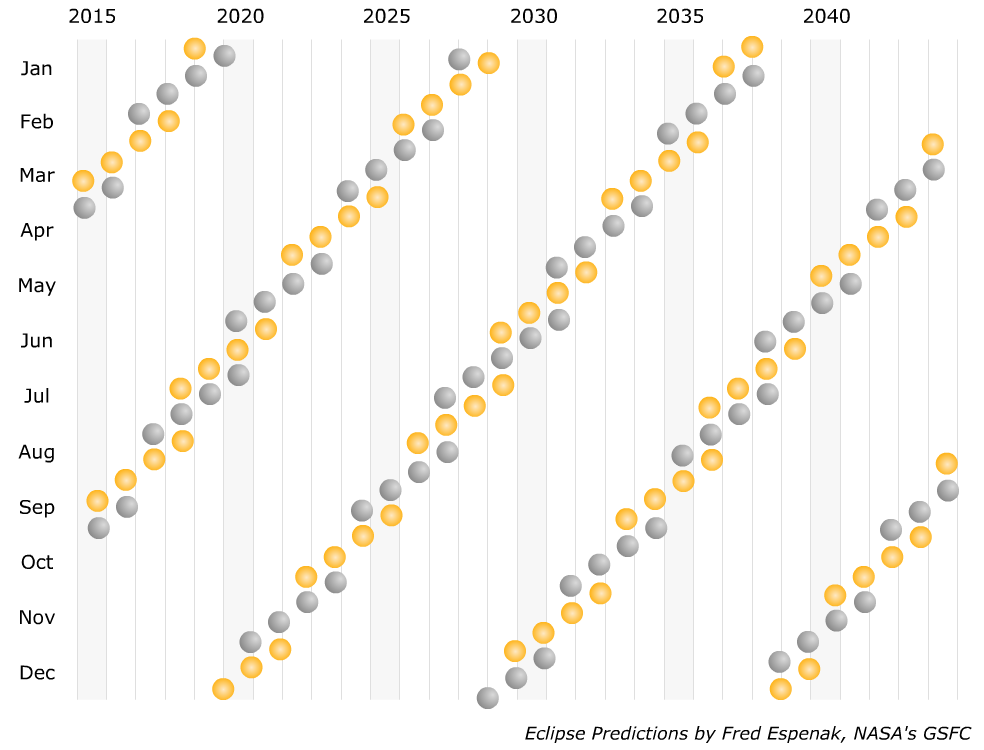 2015 2020 2025 2030 2035 2040
Jan
Feb
Mar
Apr
May
Jun
Jul
Aug
Sep
Oct
Nov
Dec
Eclipse Predictions by Fred Espenak, NASA's GSFC